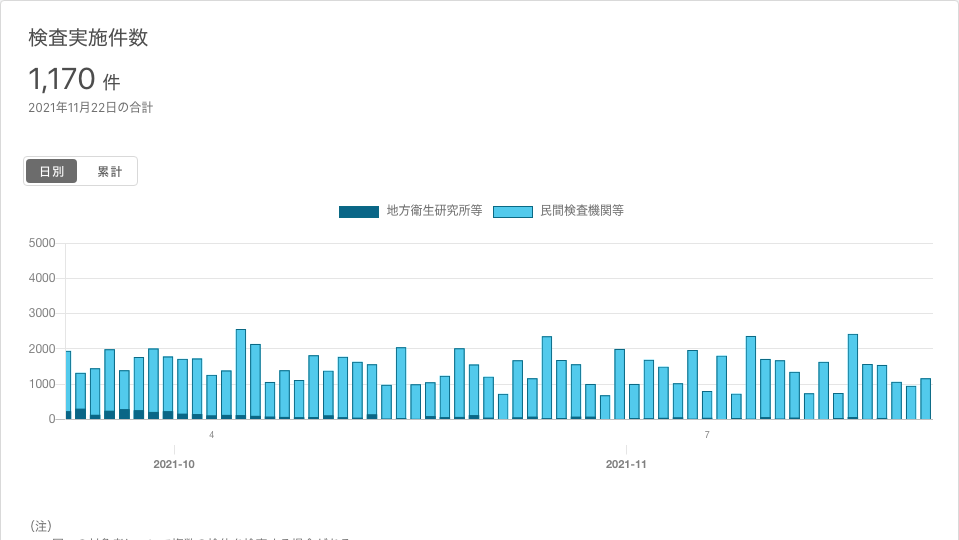 検査実施件数
1,170 件
2021年11月22日の合計
日別 累計
地方衛生研究所等 民間検査機関等
5000
4000
3000
2000
1000
0
4 7
2021-10 2021-11
（注）